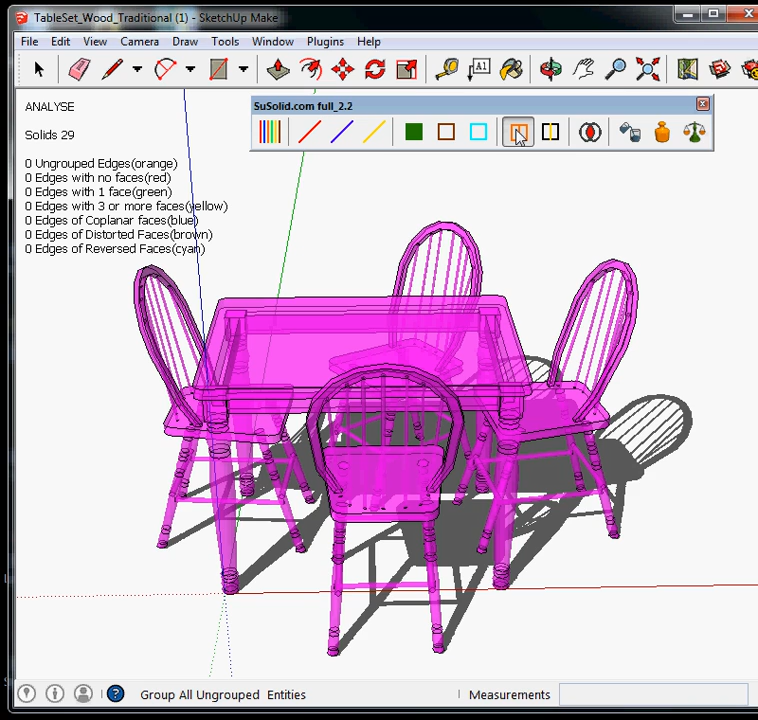 TableSet_Wood_Traditional (1) - SketchUp Make
File Edit View Camera Draw Tools Window Plugins Help
A1
SuSolid.com full_2.2
ANALYSE
Solids 29
0 Ungrouped Edges(orange)
0 Edges with no faces(red)
0 Edges with 1 face(green)
0 Edges with 3 or more faces(yellow)
0 Edges of Coplanar faces(blue)
0 Edges of Distorted Faces(brown)
0 Edges of Reversed Faces(cyan)
Group All Ungrouped Entities
Measurements